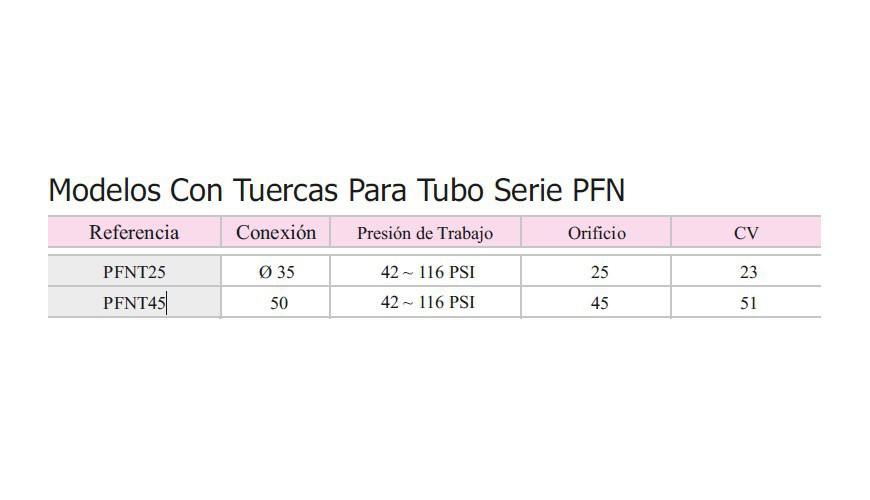 Modelos Con Tuercas Para Tubo Serie PFN
Referencia Conexión Presión de Trabajo Orificio CV
PFNT25 Ø 35 42 ~ 116 PSI 25 23
PFNT45 50 42 ~ 116 PSI 45 51